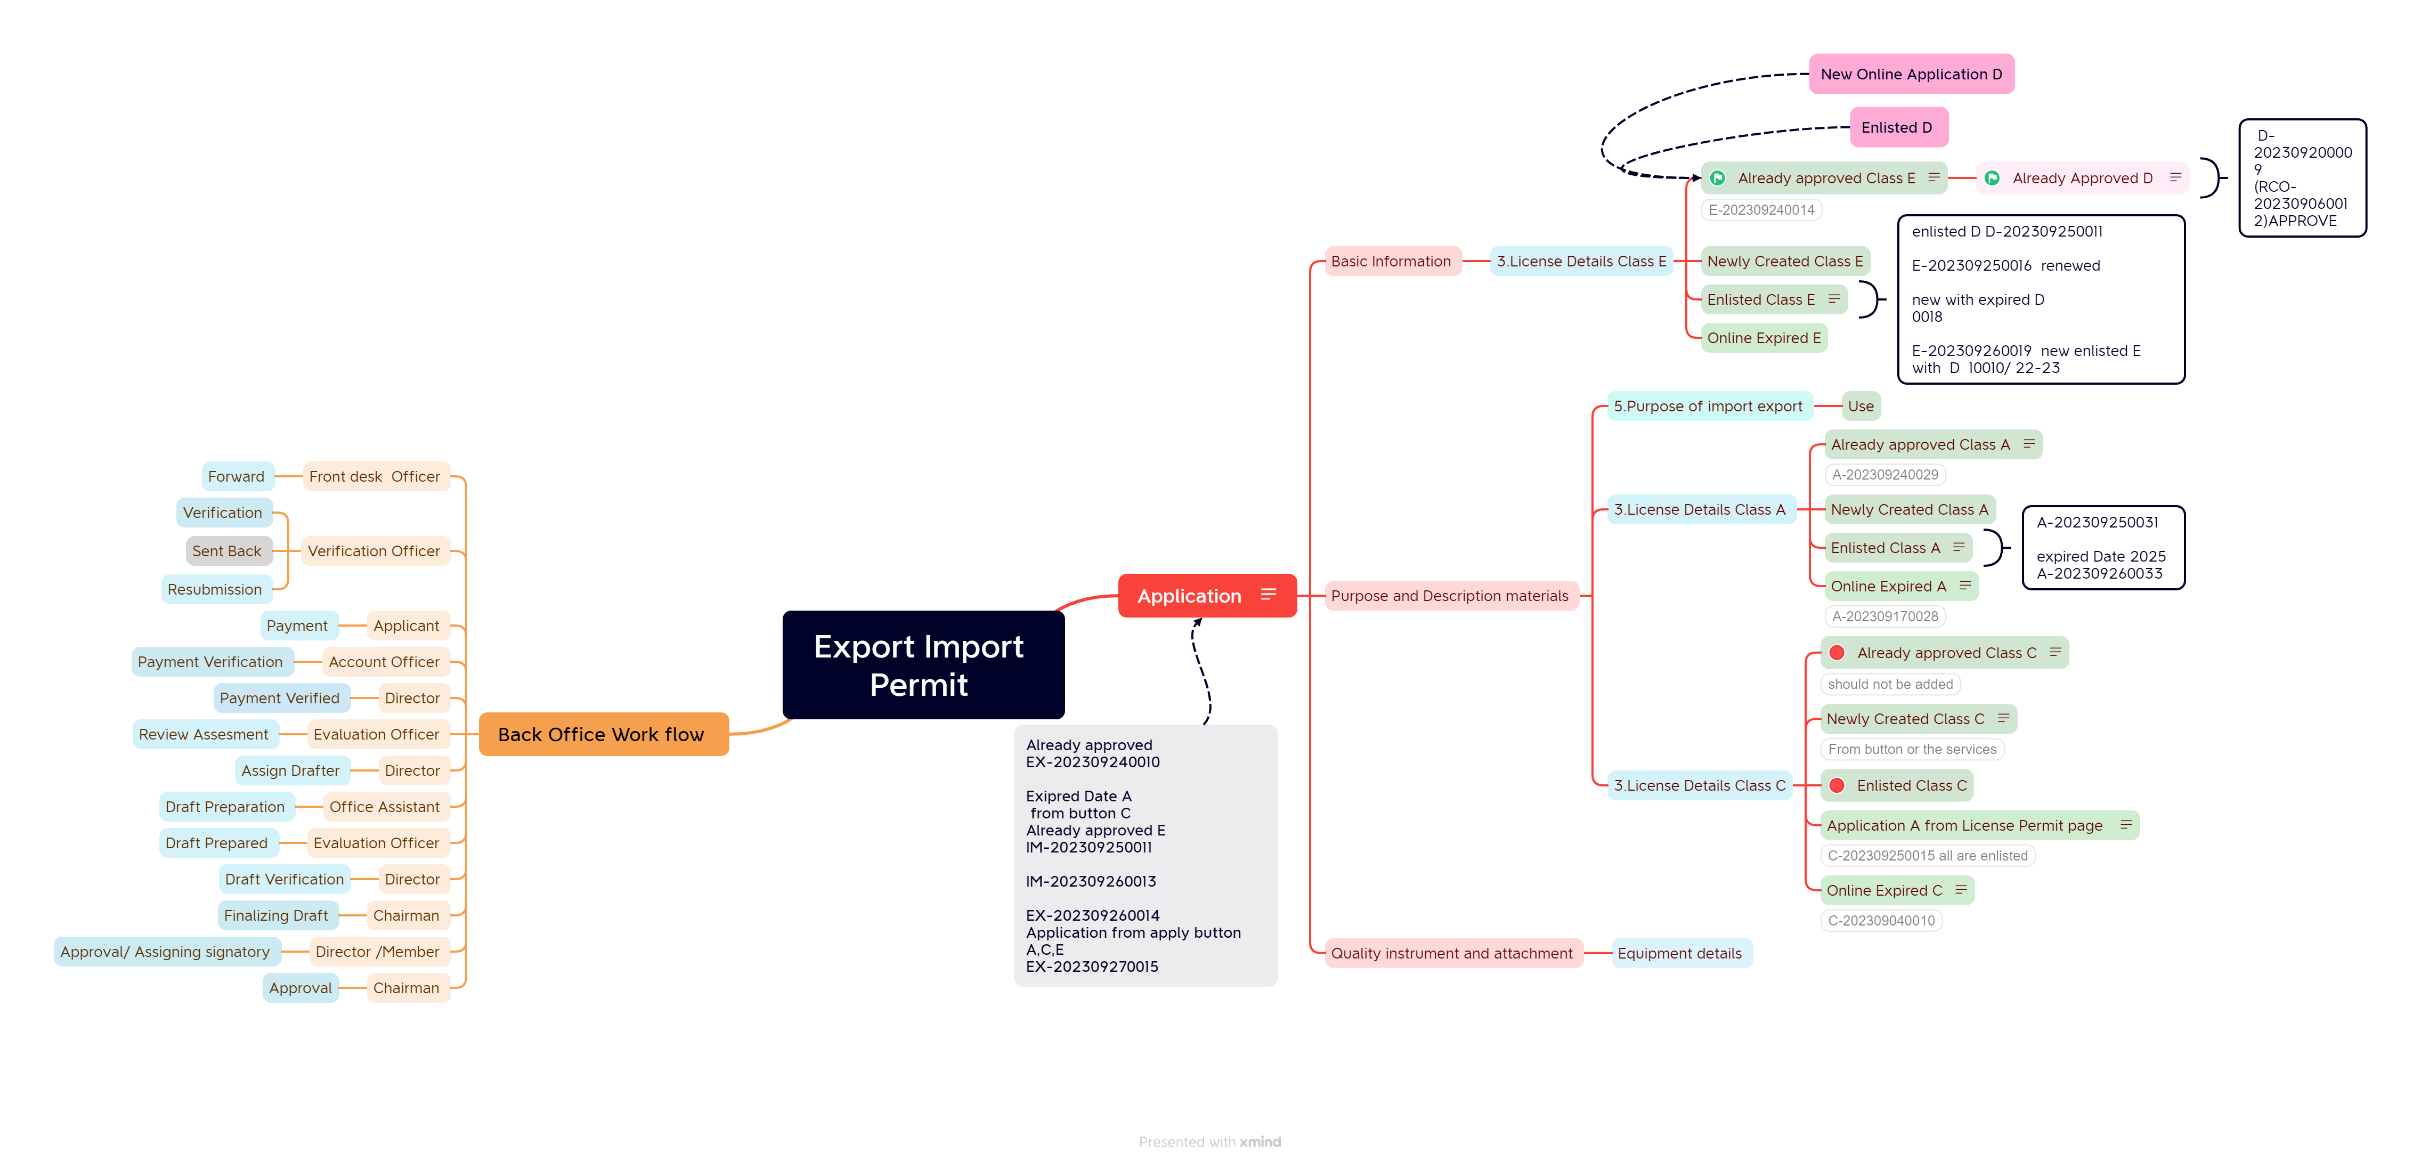 New Online Application D
Enlisted D
Already approved Class E
E-202309240014
Already Approved D
D-
20230920000
9
(RCO-
20230906001
2)APPROVE
Basic Information
3.License Details Class E
Newly Created Class E
Enlisted Class E
Online Expired E
enlisted D D-202309250011
E-202309250016  renewed
new with expired D
0018
E-202309260019  new enlisted E
with  D  10010/ 22-23
5.Purpose of import export
Use
Already approved Class A
A-202309240029
3.License Details Class A
Newly Created Class A
Enlisted Class A
Online Expired A
A-202309170028
A-202309250031
expired Date 2025
A-202309260033
Application
Purpose and Description materials
Already approved Class C
should not be added
Newly Created Class C
From button or the services
3.License Details Class C
Enlisted Class C
Application A from License Permit page
C-202309250015 all are enlisted
Online Expired C
C-202309040010
Quality instrument and attachment
Equipment details
Export Import
Permit
Already approved
EX-202309240010
Exipred Date A
from button C
Already approved E
IM-202309250011
IM-202309260013
EX-202309260014
Application from apply button
A,C,E
EX-202309270015
Back Office Work flow
Forward
Front desk  Officer
Verification
Sent Back
Verification Officer
Resubmission
Payment
Applicant
Payment Verification
Account Officer
Payment Verified
Director
Review Assesment
Evaluation Officer
Assign Drafter
Director
Draft Preparation
Office Assistant
Draft Prepared
Evaluation Officer
Draft Verification
Director
Finalizing Draft
Chairman
Approval/ Assigning signatory
Director /Member
Approval
Chairman
Presented with xmind